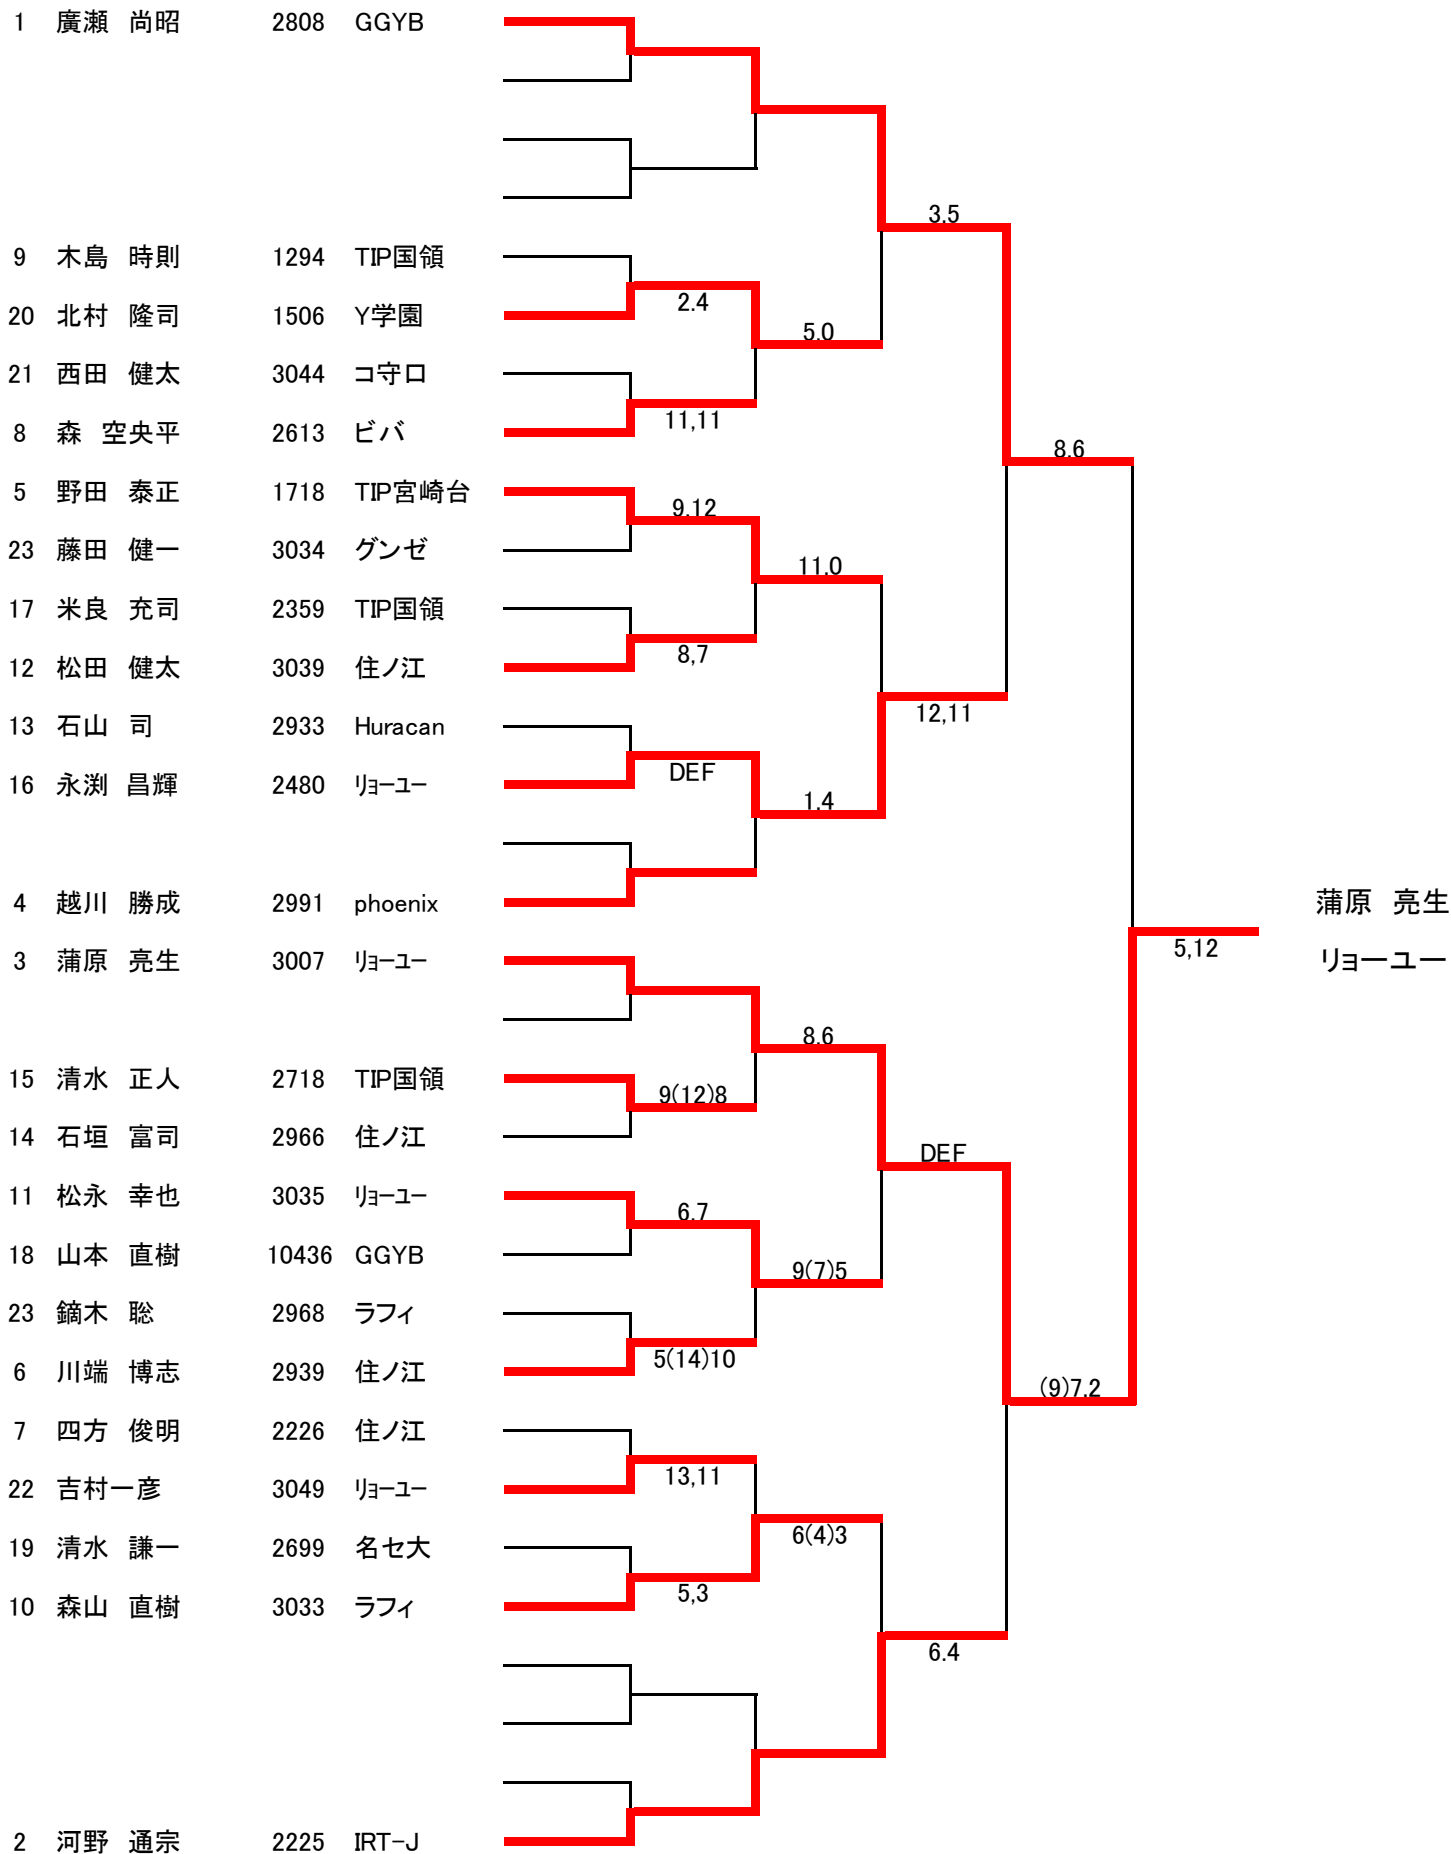 1 廣瀬 尚昭 2808 GGYB
3.5
9 木島 時則 1294 TIP国領
2.4
20 北村 隆司 1506 Y学園
5.0
21 西田 健太 3044 コ守口
11,11
8 森 空央平 2613 ビバ
8.6
5 野田 泰正 1718 TIP宮崎台
9.12
23 藤田 健一 3034 グンゼ
11.0
17 米良 充司 2359 TIP国領
8,7
12 松田 健太 3039 住ノ江
12,11
13 石山 司 2933 Huracan
DEF
16 永渕 昌輝 2480 リョーユー
1.4
4 越川 勝成 2991 phoenix
蒲原 亮生
5,12
3 蒲原 亮生 3007 リョーユー
リョーユー
8.6
15 清水 正人 2718 TIP国領
9(12)8
14 石垣 富司 2966 住ノ江
DEF
11 松永 幸也 3035 リョーユー
6.7
18 山本 直樹 10436 GGYB
9(7)5
23 鏑木 聡 2968 ラフィ
5(14)10
6 川端 博志 2939 住ノ江
(9)7.2
7 四方 俊明 2226 住ノ江
13,11
22 吉村一彦 3049 リョーユー
6(4)3
19 清水 謙一 2699 名セ大
5,3
10 森山 直樹 3033 ラフィ
6.4
2 河野 通宗 2225 IRT-J